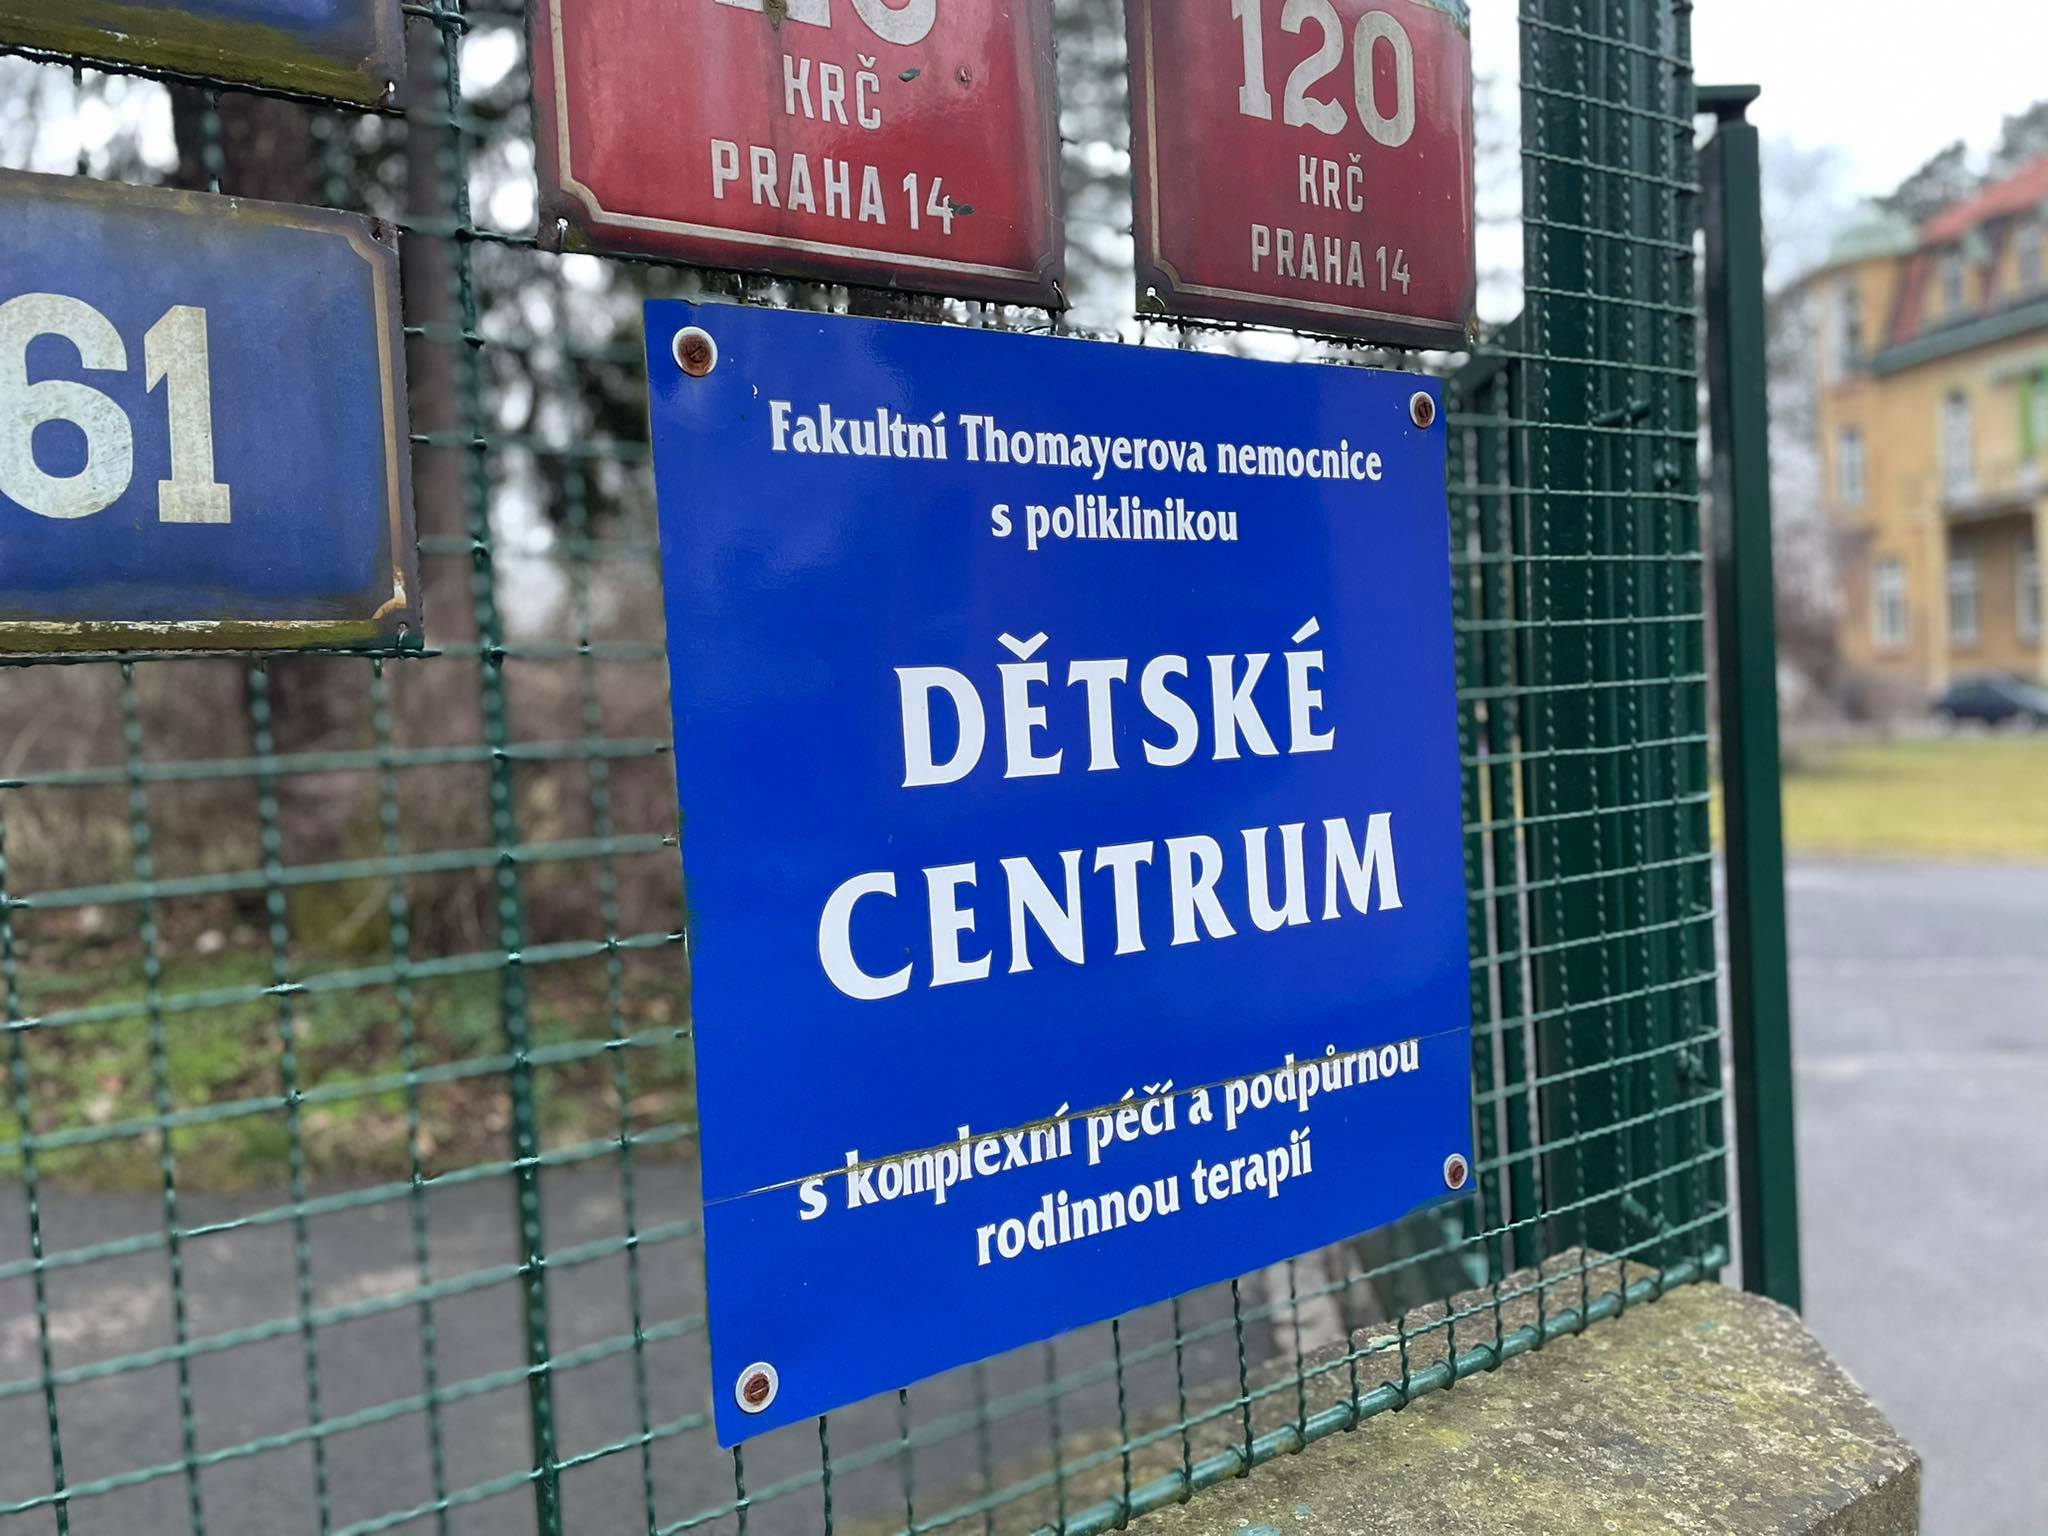 KRČ
PRAHA 14
120
KRČ
PRAHA 14
61
Fakultní Thomayerova nemocnice
s poliklinikou
DĚTSKÉ
CENTRUM
s komplexní péčí a podpůrnou
rodinnou terapií